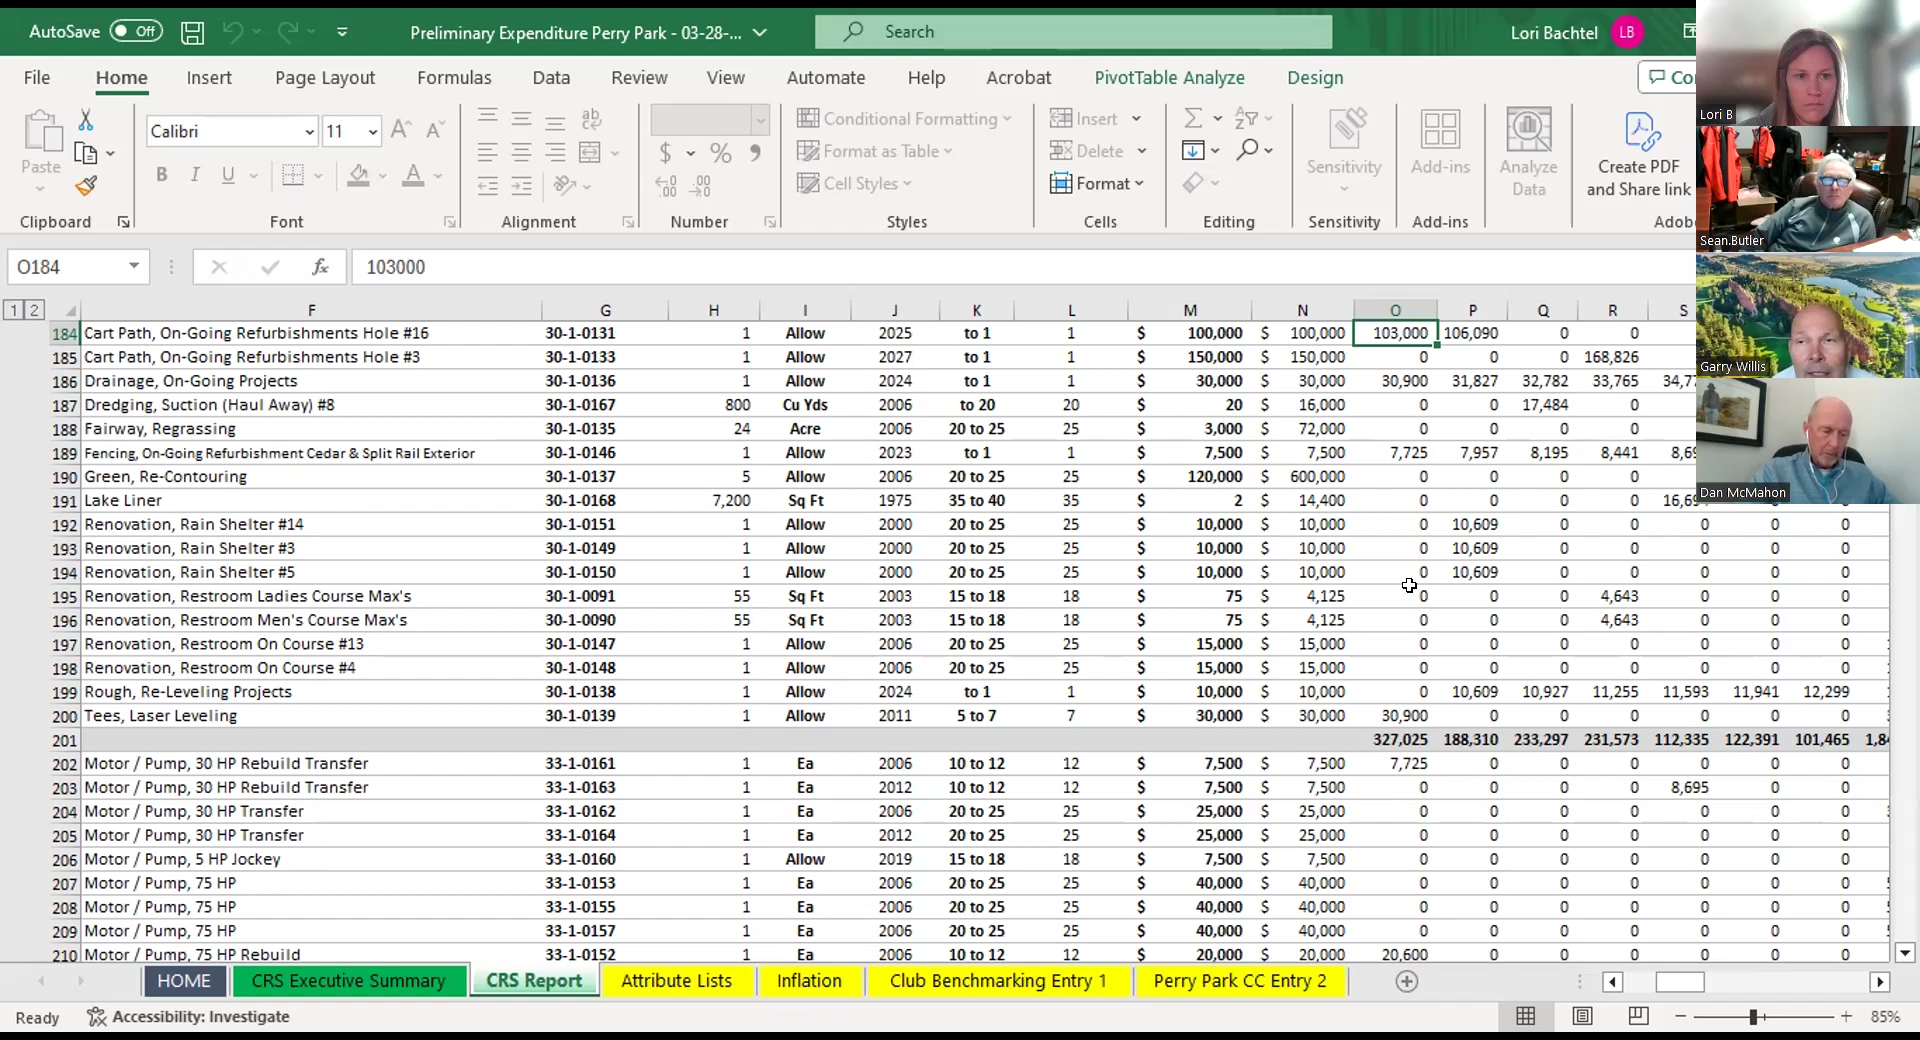 AutoSave Off Preliminary Expenditure Perry Park - 03-28-... Search Lori Bachtel LB
File Home Insert Page Layout Formulas Data Review View Automate Help Acrobat PivotTable Analyze Design Co
Paste Calibri 11 Conditional Formatting Insert Sensitivity Add-ins Analyze Data Create PDF and Share link
Format as Table Delete
B I U Cell Styles Format
Clipboard Font Alignment Number Styles Cells Editing Sensitivity Add-ins Adob
Lori B
Sean.Butler
Garry Willis
Dan McMahon
O184 fx 103000
1 2 F G H I J K L M N O P Q R S
184 Cart Path, On-Going Refurbishments Hole #16 30-1-0131 1 Allow 2025 to 1 1 $ 100,000 $ 100,000 103,000 106,090 0 0
185 Cart Path, On-Going Refurbishments Hole #3 30-1-0133 1 Allow 2027 to 1 1 $ 150,000 $ 150,000 0 0 0 168,826
186 Drainage, On-Going Projects 30-1-0136 1 Allow 2024 to 1 1 $ 30,000 $ 30,000 30,900 31,827 32,782 33,765 34,7
187 Dredging, Suction (Haul Away) #8 30-1-0167 800 Cu Yds 2006 to 20 20 $ 20 $ 16,000 0 0 17,484 0
188 Fairway, Regrassing 30-1-0135 24 Acre 2006 20 to 25 25 $ 3,000 $ 72,000 0 0 0 0
189 Fencing, On-Going Refurbishment Cedar & Split Rail Exterior 30-1-0146 1 Allow 2023 to 1 1 $ 7,500 $ 7,500 7,725 7,957 8,195 8,441 8,69
190 Green, Re-Contouring 30-1-0137 5 Allow 2006 20 to 25 25 $ 120,000 $ 600,000 0 0 0 0
191 Lake Liner 30-1-0168 7,200 Sq Ft 1975 35 to 40 35 $ 2 $ 14,400 0 0 0 0 16,69 0 0
192 Renovation, Rain Shelter #14 30-1-0151 1 Allow 2000 20 to 25 25 $ 10,000 $ 10,000 0 10,609 0 0 0 0 0
193 Renovation, Rain Shelter #3 30-1-0149 1 Allow 2000 20 to 25 25 $ 10,000 $ 10,000 0 10,609 0 0 0 0 0
194 Renovation, Rain Shelter #5 30-1-0150 1 Allow 2000 20 to 25 25 $ 10,000 $ 10,000 0 10,609 0 0 0 0 0
195 Renovation, Restroom Ladies Course Max's 30-1-0091 55 Sq Ft 2003 15 to 18 18 $ 75 $ 4,125 0 0 0 4,643 0 0 0
196 Renovation, Restroom Men's Course Max's 30-1-0090 55 Sq Ft 2003 15 to 18 18 $ 75 $ 4,125 0 0 0 4,643 0 0 0
197 Renovation, Restroom On Course #13 30-1-0147 1 Allow 2006 20 to 25 25 $ 15,000 $ 15,000 0 0 0 0 0 0 0
198 Renovation, Restroom On Course #4 30-1-0148 1 Allow 2006 20 to 25 25 $ 15,000 $ 15,000 0 0 0 0 0 0 0
199 Rough, Re-Leveling Projects 30-1-0138 1 Allow 2024 to 1 1 $ 10,000 $ 10,000 0 10,609 10,927 11,255 11,593 11,941 12,299
200 Tees, Laser Leveling 30-1-0139 1 Allow 2011 5 to 7 7 $ 30,000 $ 30,000 30,900 0 0 0 0 0 0
201 327,025 188,310 233,297 231,573 112,335 122,391 101,465 1,84
202 Motor / Pump, 30 HP Rebuild Transfer 33-1-0161 1 Ea 2006 10 to 12 12 $ 7,500 $ 7,500 7,725 0 0 0 0 0 0
203 Motor / Pump, 30 HP Rebuild Transfer 33-1-0163 1 Ea 2012 10 to 12 12 $ 7,500 $ 7,500 0 0 0 0 8,695 0 0
204 Motor / Pump, 30 HP Transfer 33-1-0162 1 Ea 2006 20 to 25 25 $ 25,000 $ 25,000 0 0 0 0 0 0 0
205 Motor / Pump, 30 HP Transfer 33-1-0164 1 Ea 2012 20 to 25 25 $ 25,000 $ 25,000 0 0 0 0 0 0 0
206 Motor / Pump, 5 HP Jockey 33-1-0160 1 Allow 2019 15 to 18 18 $ 7,500 $ 7,500 0 0 0 0 0 0 0
207 Motor / Pump, 75 HP 33-1-0153 1 Ea 2006 20 to 25 25 $ 40,000 $ 40,000 0 0 0 0 0 0 0
208 Motor / Pump, 75 HP 33-1-0155 1 Ea 2006 20 to 25 25 $ 40,000 $ 40,000 0 0 0 0 0 0 0
209 Motor / Pump, 75 HP 33-1-0157 1 Ea 2006 20 to 25 25 $ 40,000 $ 40,000 0 0 0 0 0 0 0
210 Motor / Pump, 75 HP Rebuild 33-1-0152 1 Ea 2006 10 to 12 12 $ 20,000 $ 20,000 20,600 0 0 0 0 0 0
HOME CRS Executive Summary CRS Report Attribute Lists Inflation Club Benchmarking Entry 1 Perry Park CC Entry 2
Ready Accessibility: Investigate 85%